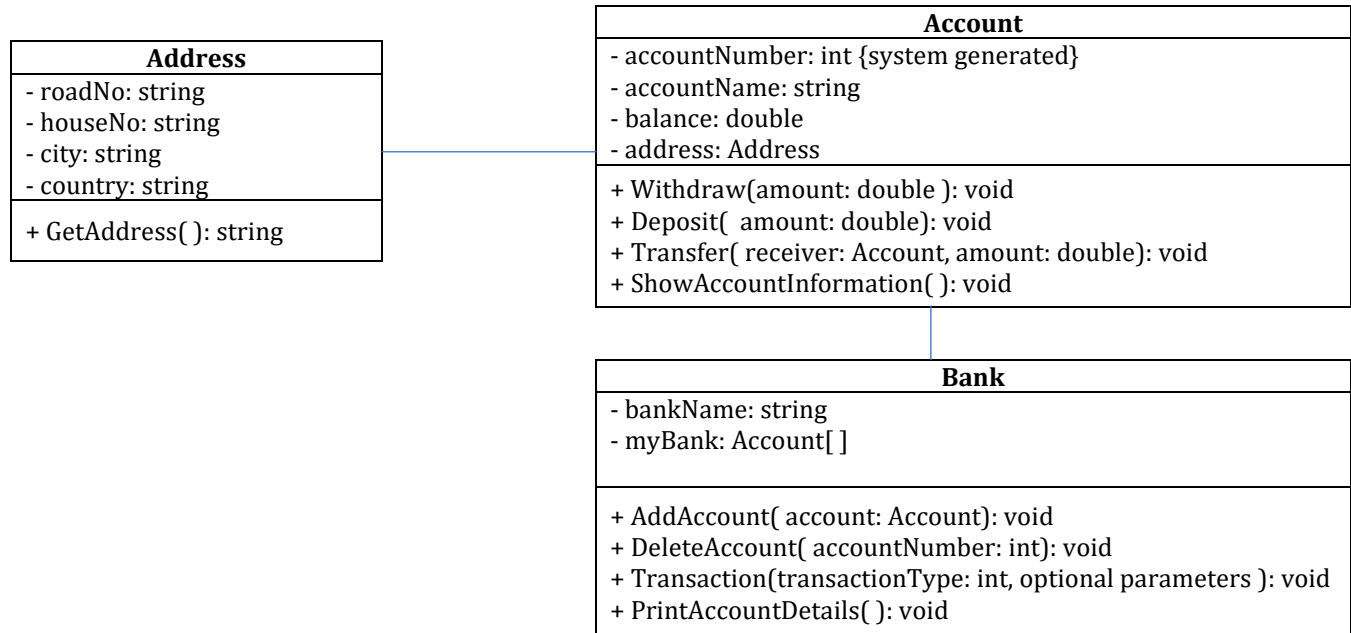 Address
- roadNo: string
- houseNo: string
- city: string
- country: string
+ GetAddress( ): string
Account
- accountNumber: int {system generated}
- accountName: string
- balance: double
- address: Address
+ Withdraw(amount: double ): void
+ Deposit(  amount: double): void
+ Transfer( receiver: Account, amount: double): void
+ ShowAccountInformation( ): void
Bank
- bankName: string
- myBank: Account[ ]
+ AddAccount( account: Account): void
+ DeleteAccount( accountNumber: int): void
+ Transaction(transactionType: int, optional parameters ): void
+ PrintAccountDetails( ): void